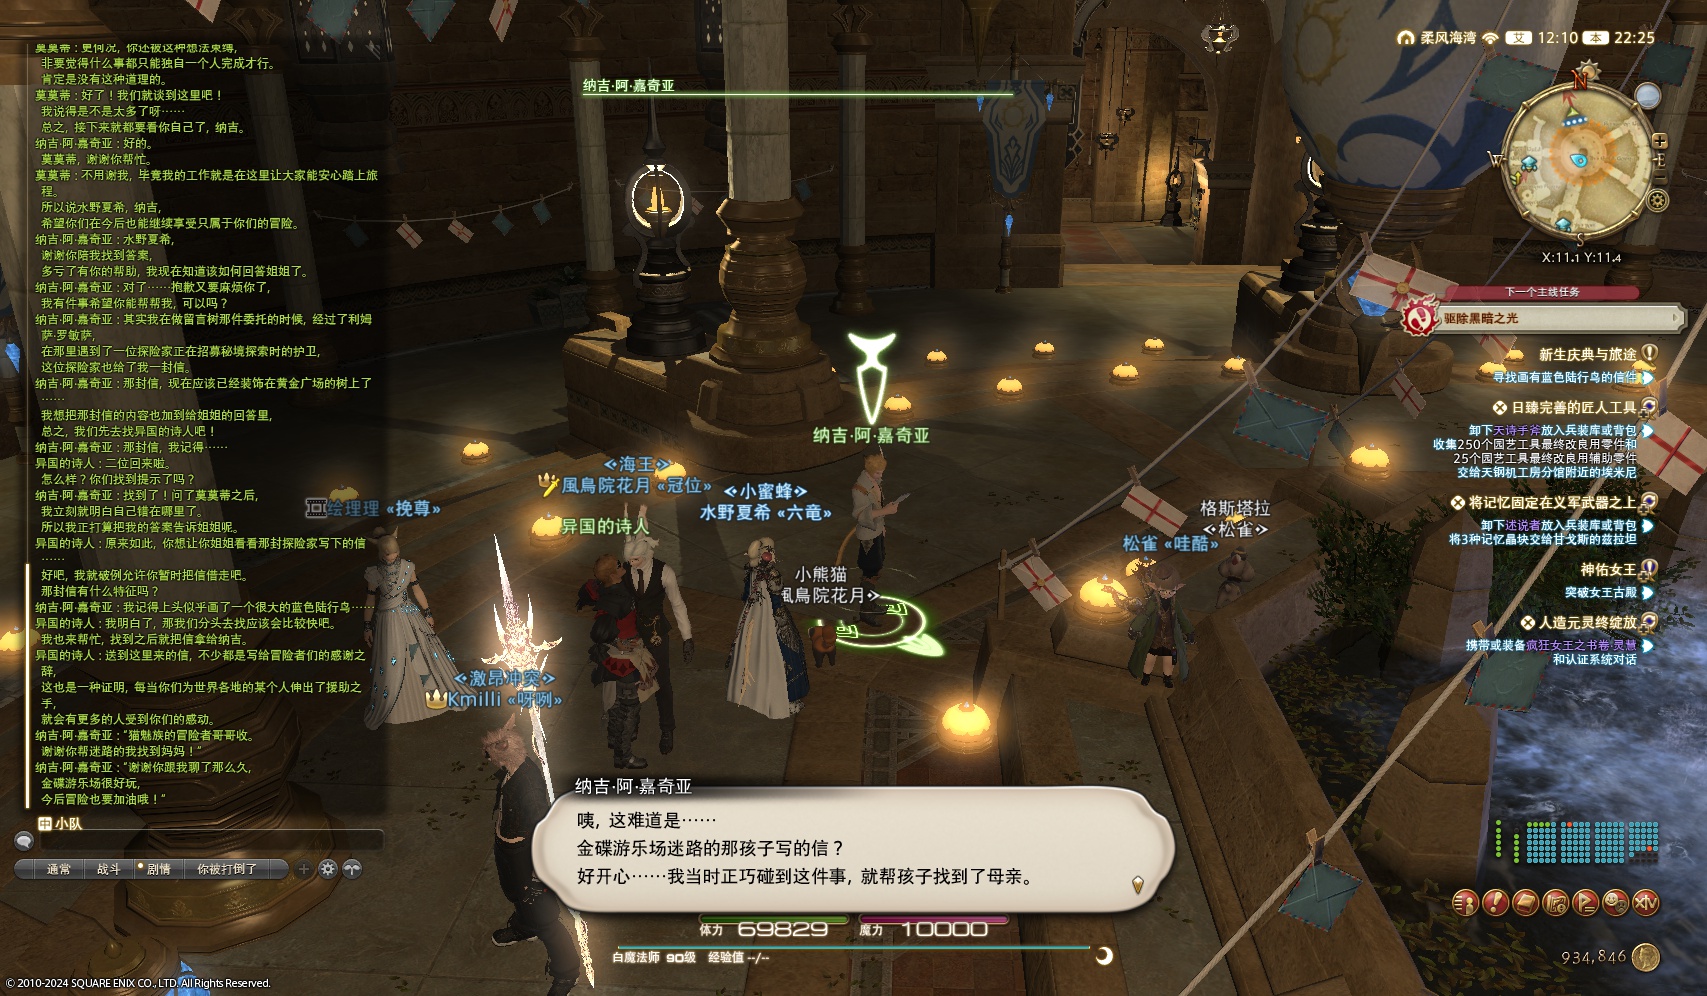 莫莫蒂：更何况，你还被这种想法束缚，
非要觉得什么事都只能独自一个人完成才行。
肯定是没有这种道理的。
莫莫蒂：好了！我们就谈到这里吧！
我说得是不是太多了呀……
总之，接下来就都要看你自己了，纳吉。
纳吉·阿·嘉奇亚：好的。
莫莫蒂，谢谢你帮忙。
莫莫蒂：不用谢我，毕竟我的工作就是在这里让大家能安心踏上旅
程。
所以说水野夏希，纳吉，
希望你们在今后也能继续享受只属于你们的冒险。
纳吉·阿·嘉奇亚：水野夏希，
谢谢你陪我找到答案，
多亏了有你的帮助，我现在知道该如何回答姐姐了。
纳吉·阿·嘉奇亚：对了……抱歉又要麻烦你了，
我有件事希望你能帮帮我，可以吗？
纳吉·阿·嘉奇亚：其实我在做留言树那件委托的时候，经过了利姆
萨·罗敏萨，
在那里遇到了一位探险家正在招募秘境探索时的护卫，
这位探险家也给了我一封信。
纳吉·阿·嘉奇亚：那封信，现在应该已经装饰在黄金广场的树上了
……
我想把那封信的内容也加到给姐姐的回答里，
总之，我们先去找异国的诗人吧！
纳吉·阿·嘉奇亚：那封信，我记得……
异国的诗人：二位回来啦。
怎么样？你们找到提示了吗？
纳吉·阿·嘉奇亚：找到了！问了莫莫蒂之后，
我立刻就明白自己错在哪里了。
所以我正打算把我的答案告诉姐姐呢。
异国的诗人：原来如此，你想让你姐姐看看那封探险家写下的信
……
好吧，我就破例允许你暂时把信借走吧。
那封信有什么特征吗？
纳吉·阿·嘉奇亚：我记得上头似乎画了一个很大的蓝色陆行鸟……
异国的诗人：我明白了，那我们分头去找应该会比较快吧。
我也来帮忙，找到之后就把信拿给纳吉。
异国的诗人：送到这里来的信，不少都是写给冒险者们的感谢之
辞，
这也是一种证明，每当你们为世界各地的某个人伸出了援助之
手，
就会有更多的人受到你们的感动。
纳吉·阿·嘉奇亚：“猫魅族的冒险者哥哥收。
谢谢你帮迷路的我找到妈妈！”
纳吉·阿·嘉奇亚：“谢谢你跟我聊了那么久，
金碟游乐场很好玩，
今后冒险也要加油哦！”
中 小队
通常 战斗 剧情 你被打倒了
© 2010-2024 SQUARE ENIX CO., LTD. All Rights Reserved.
纳吉·阿·嘉奇亚
纳吉·阿·嘉奇亚
绘理理 «挽尊»
<海王>
風鳥院花月 «冠位»
异国的诗人
<小蜜蜂>
水野夏希 «六竜»
小熊猫
風鳥院花月>
格斯塔拉
<松雀>
松雀 «哇酷»
<激昂冲突>
Kmilli «呀咧»
纳吉·阿·嘉奇亚
咦，这难道是……
金碟游乐场迷路的那孩子写的信？
好开心……我当时正巧碰到这件事，就帮孩子找到了母亲。
体力 69829 魔力 10000
白魔法师 90级 经验值 --/--
柔风海湾 艾 12:10 本 22:25
N
W E
S
X:11.1 Y:11.4
下一个主线任务
驱除黑暗之光
新生庆典与旅途
寻找画有蓝色陆行鸟的信件
日臻完善的匠人工具
卸下天诗手斧放入兵装库或背包
收集250个园艺工具最终改良用零件和
25个园艺工具最终改良用辅助零件
交给天钢机工房分馆附近的埃米尼
将记忆固定在义军武器之上
卸下述说者放入兵装库或背包
将3种记忆晶块交给甘戈斯的兹拉坦
神佑女王
突破女王古殿
人造元灵终绽放
携带或装备疯狂女王之书卷·灵慧
和认证系统对话
XIV
934,846